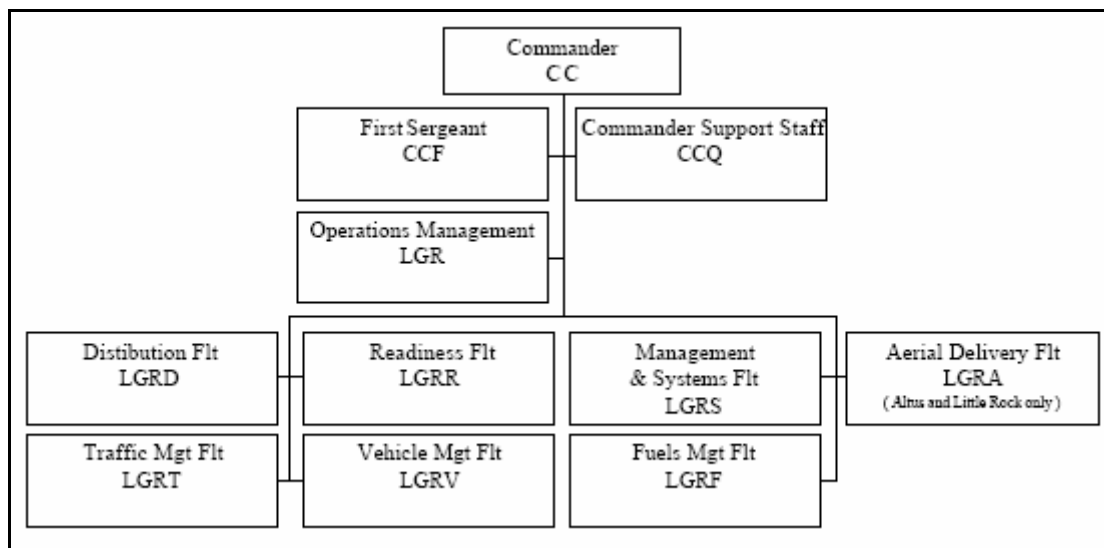 Commander
CC
First Sergeant
CCF
Commander Support Staff
CCQ
Operations Management
LGR
Distibution Flt
LGRD
Readiness Flt
LGRR
Management
& Systems Flt
LGRS
Aerial Delivery Flt
LGRA
( Altus and Little Rock only )
Traffic Mgt Flt
LGRT
Vehicle Mgt Flt
LGRV
Fuels Mgt Flt
LGRF